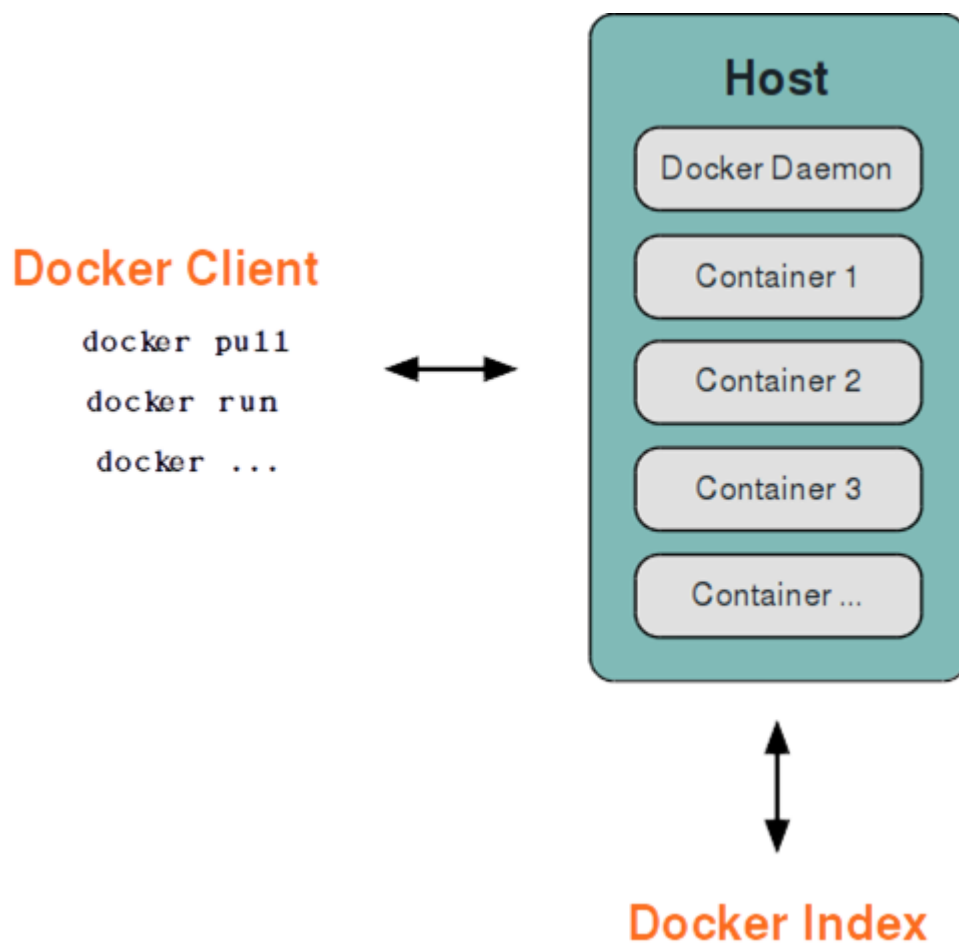 Host
Docker Daemon
Container 1
Container 2
Container 3
Container ...
Docker Client
docker pull
docker run
docker ...
Docker Index